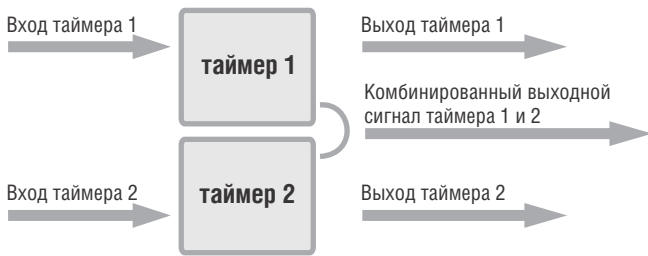 Вход таймера 1
таймер 1
Выход таймера 1
Комбинированный выходной
сигнал таймера 1 и 2
Вход таймера 2
таймер 2
Выход таймера 2